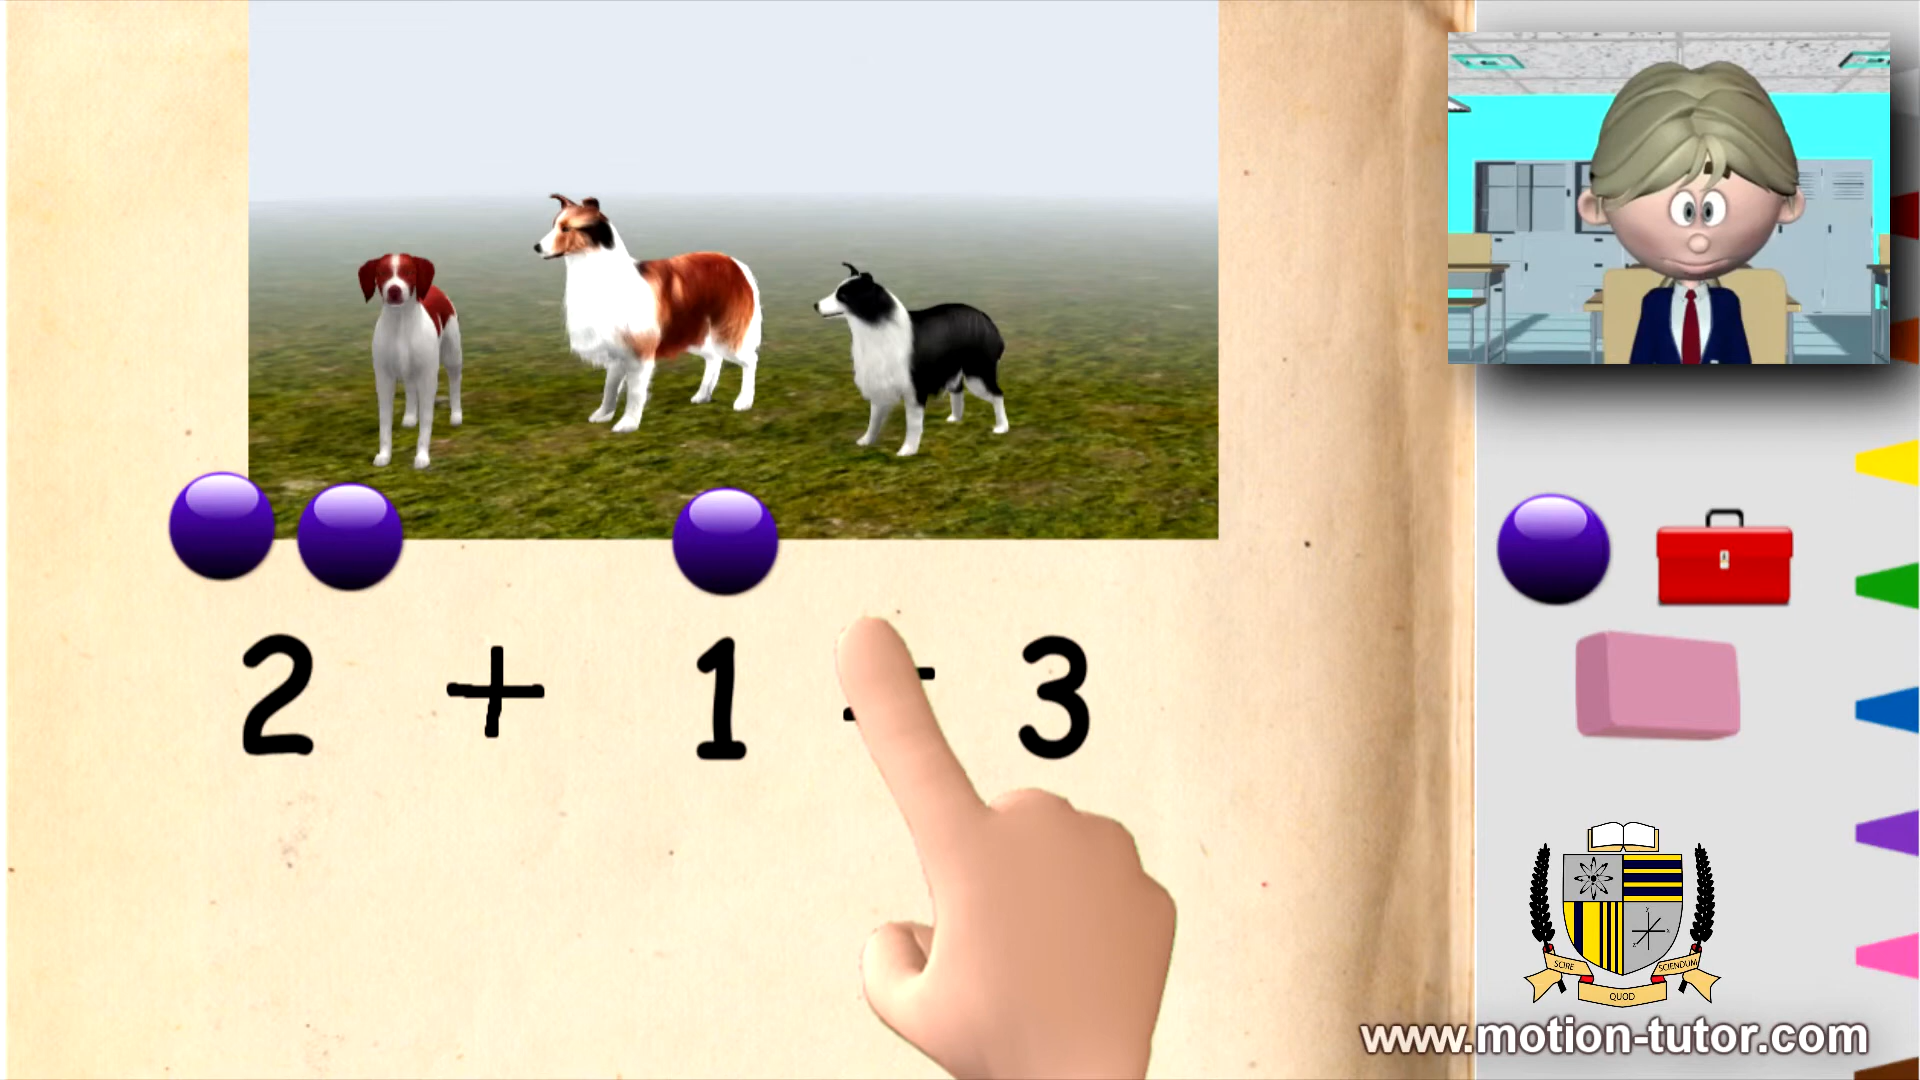 2 + 1 = 3
SCIRE
QUOD
SCIENDUM
www.motion-tutor.com